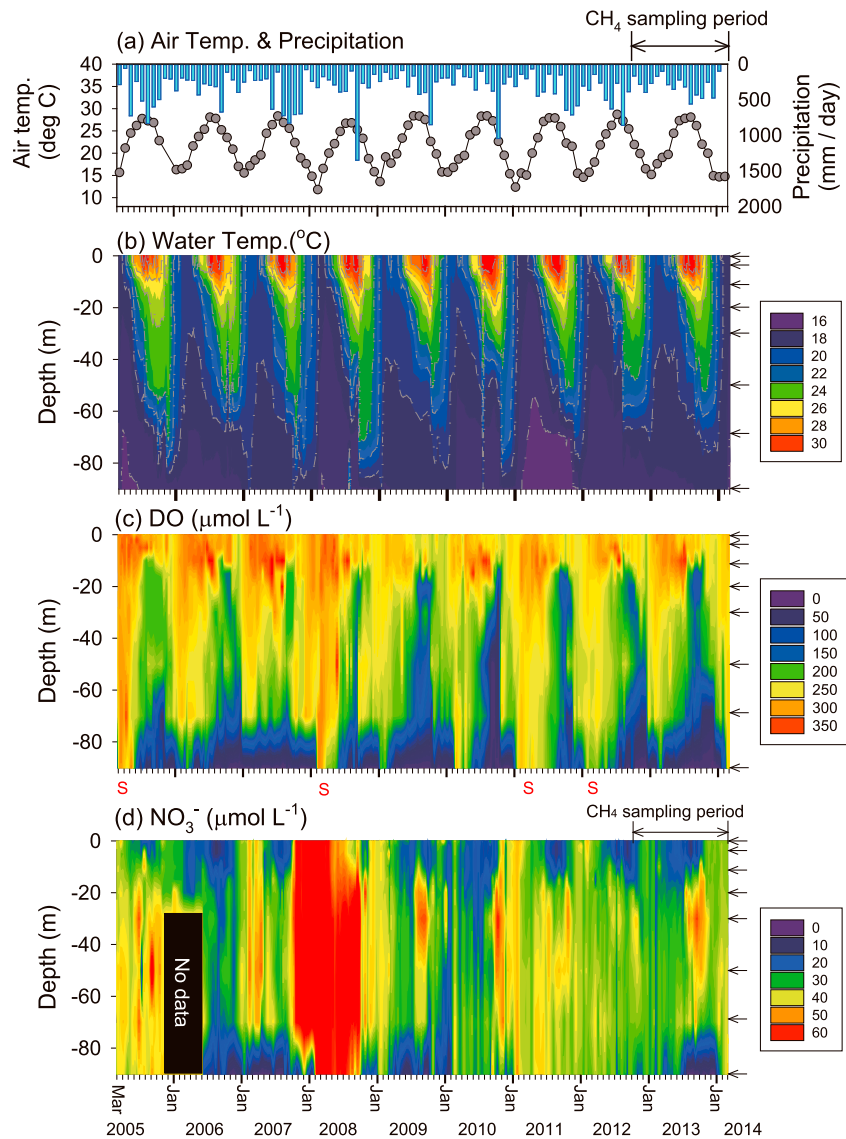 CH4 sampling period
(a) Air Temp. & Precipitation
40
35
30
25
20
15
10
Air temp.
(deg C)
0
500
1000
1500
2000
Precipitation
(mm / day)
(b) Water Temp.(oC)
0
-20
-40
-60
-80
Depth (m)
16
18
20
22
24
26
28
30
(c) DO (μmol L-1)
0
-20
-40
-60
-80
Depth (m)
0
50
100
150
200
250
300
350
S S S S
(d) NO3- (μmol L-1)
CH4 sampling period
0
-20
-40
-60
-80
Depth (m)
No data
0
10
20
30
40
50
60
Mar Jan Jan Jan Jan Jan Jan Jan Jan Jan
2005 2006 2007 2008 2009 2010 2011 2012 2013 2014